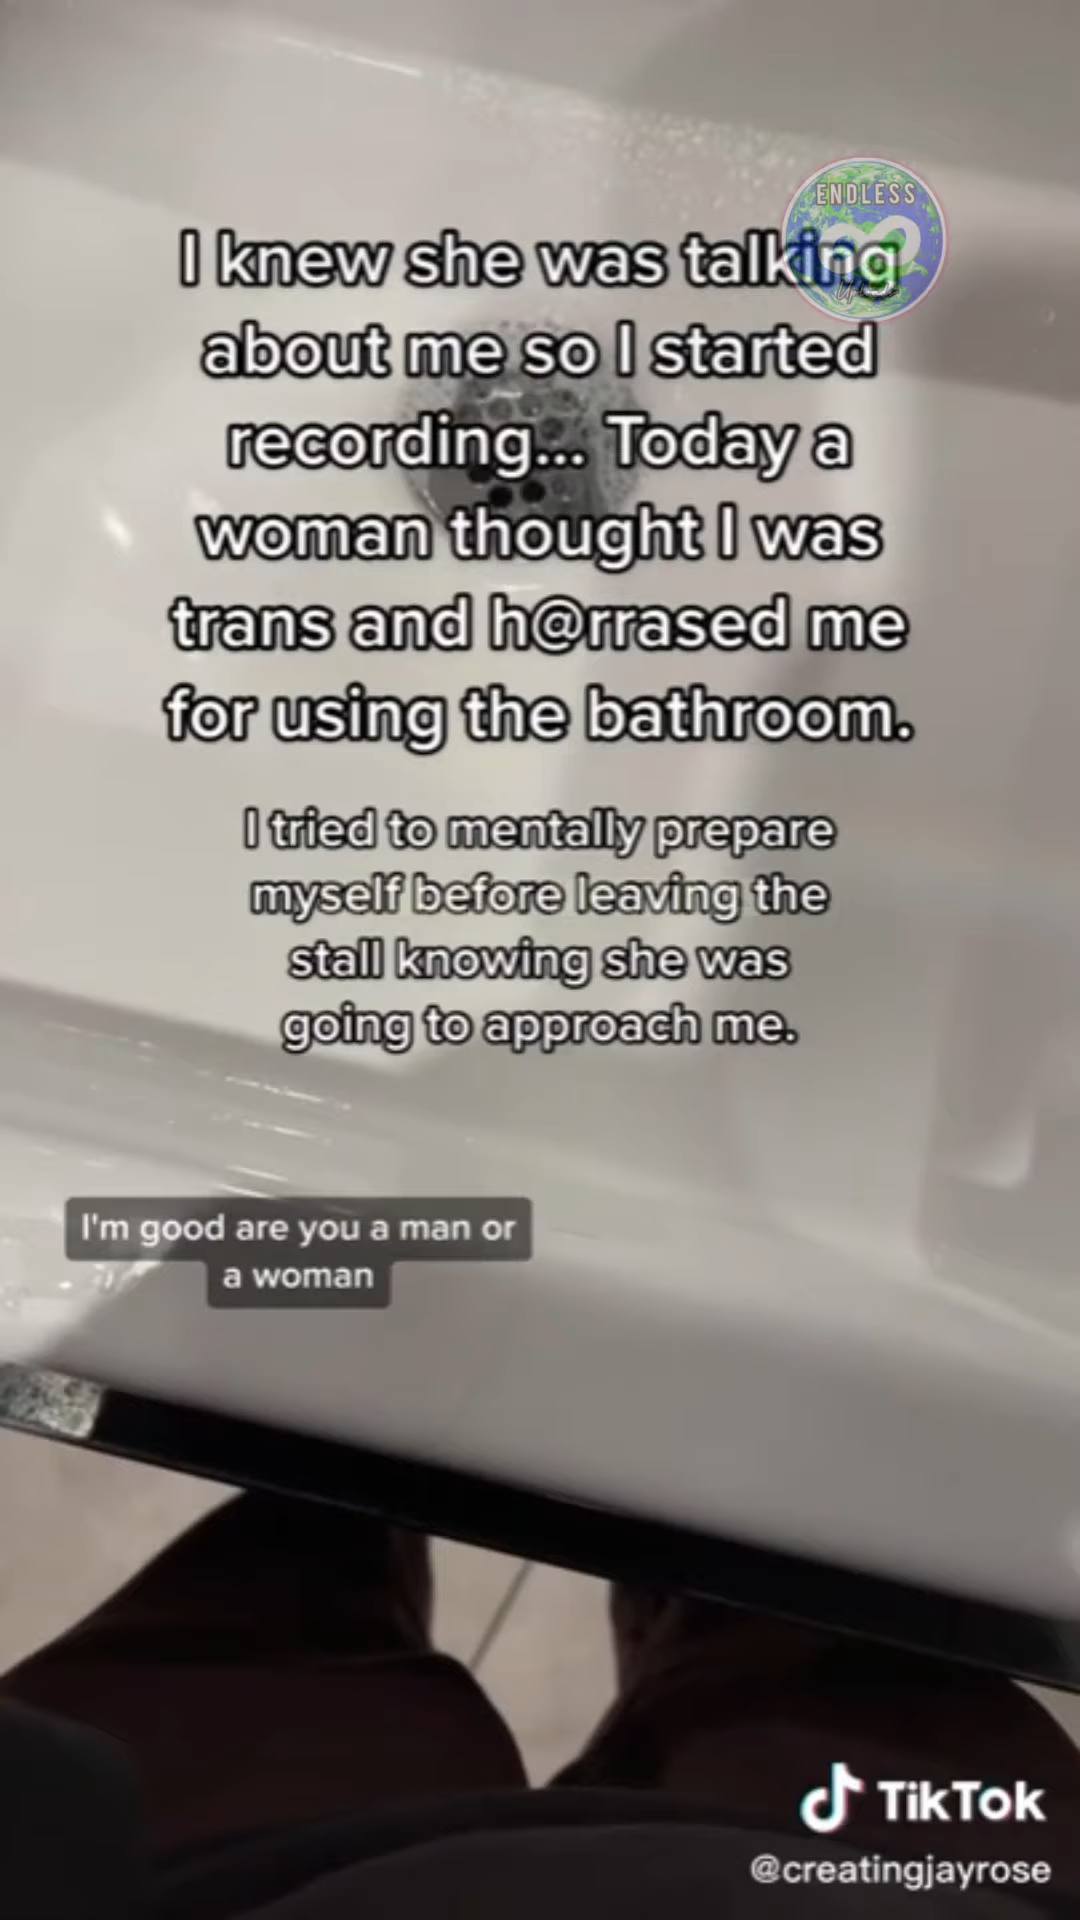 ENDLESS
I knew she was talking
about me so I started
recording... Today a
woman thought I was
trans and h@rrased me
for using the bathroom.
I tried to mentally prepare
myself before leaving the
stall knowing she was
going to approach me.
I'm good are you a man or
a woman
TikTok
@creatingjayrose